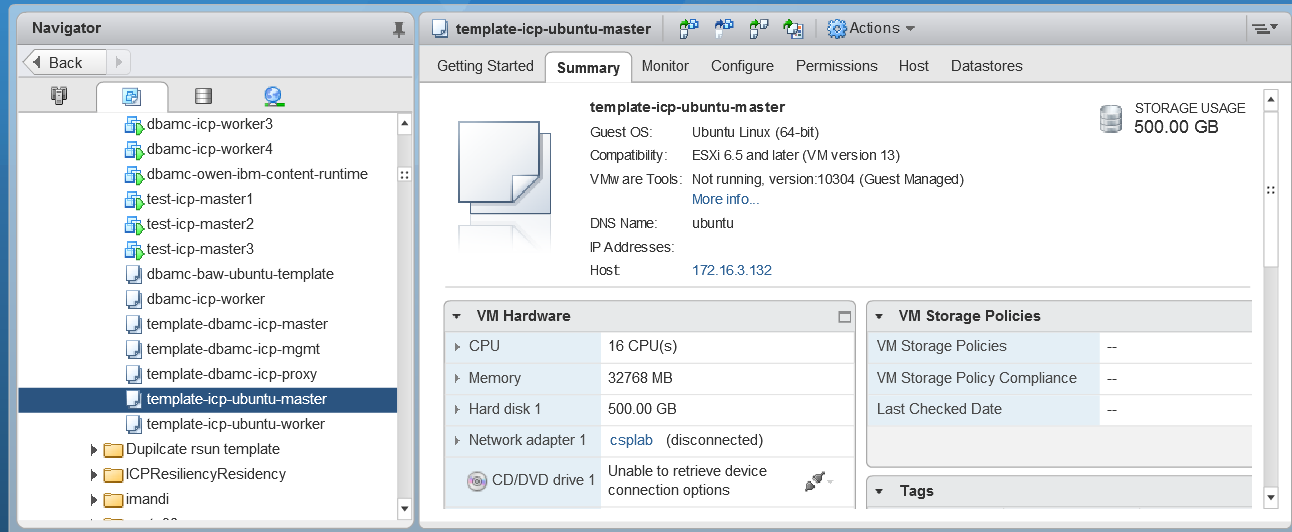 Navigator
Back
dbamc-icp-worker3
dbamc-icp-worker4
dbamc-owen-ibm-content-runtime
test-icp-master1
test-icp-master2
test-icp-master3
dbamc-baw-ubuntu-template
dbamc-icp-worker
template-dbamc-icp-master
template-dbamc-icp-mgmt
template-dbamc-icp-proxy
template-icp-ubuntu-master
template-icp-ubuntu-worker
Dupilcate rsun template
ICPResiliencyResidency
imandi
template-icp-ubuntu-master Actions
Getting Started Summary Monitor Configure Permissions Host Datastores
template-icp-ubuntu-master
Guest OS: Ubuntu Linux (64-bit)
Compatibility: ESXi 6.5 and later (VM version 13)
VMware Tools: Not running, version:10304 (Guest Managed)
More info...
DNS Name: ubuntu
IP Addresses:
Host: 172.16.3.132
STORAGE USAGE
500.00 GB
VM Hardware
CPU 16 CPU(s)
Memory 32768 MB
Hard disk 1 500.00 GB
Network adapter 1 csplab (disconnected)
CD/DVD drive 1 Unable to retrieve device
connection options
VM Storage Policies
VM Storage Policies --
VM Storage Policy Compliance --
Last Checked Date --
Tags